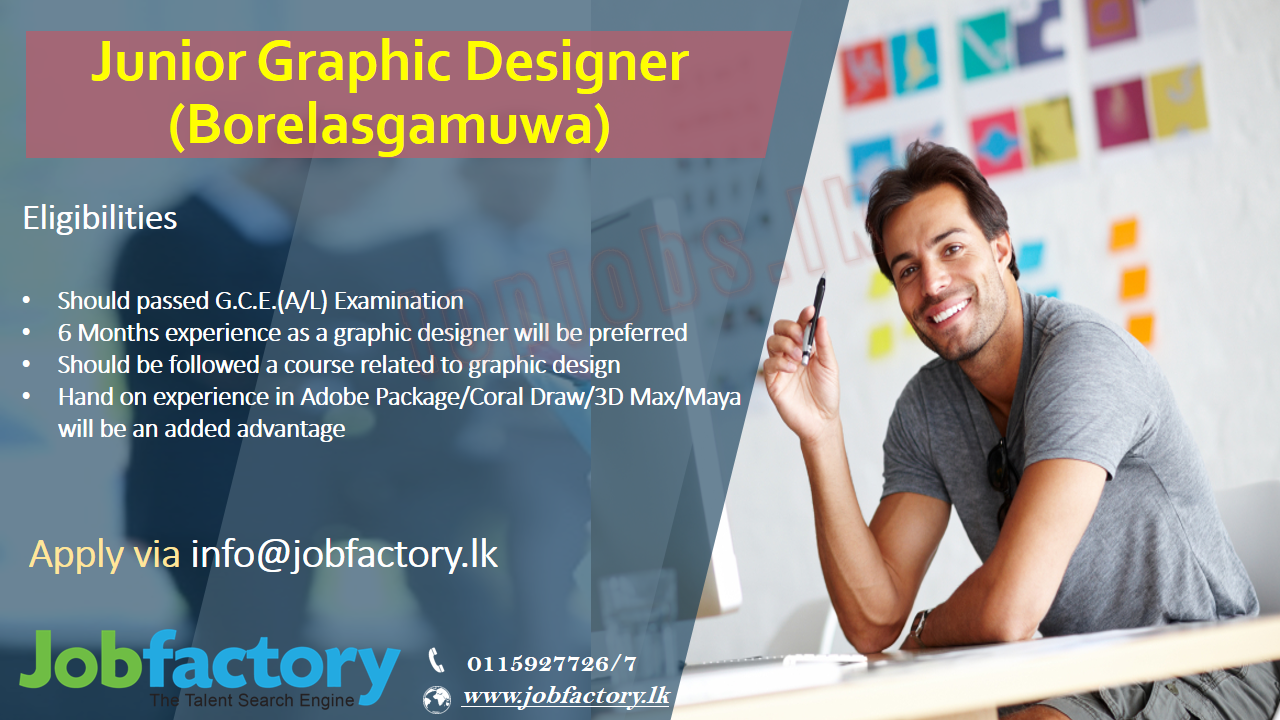 Junior Graphic Designer
(Borelasgamuwa)
Eligibilities
• Should passed G.C.E.(A/L) Examination
• 6 Months experience as a graphic designer will be preferred
• Should be followed a course related to graphic design
• Hand on experience in Adobe Package/Coral Draw/3D Max/Maya
will be an added advantage
Apply via info@jobfactory.lk
Jobfactory
The Talent Search Engine
0115927726/7
www.jobfactory.lk